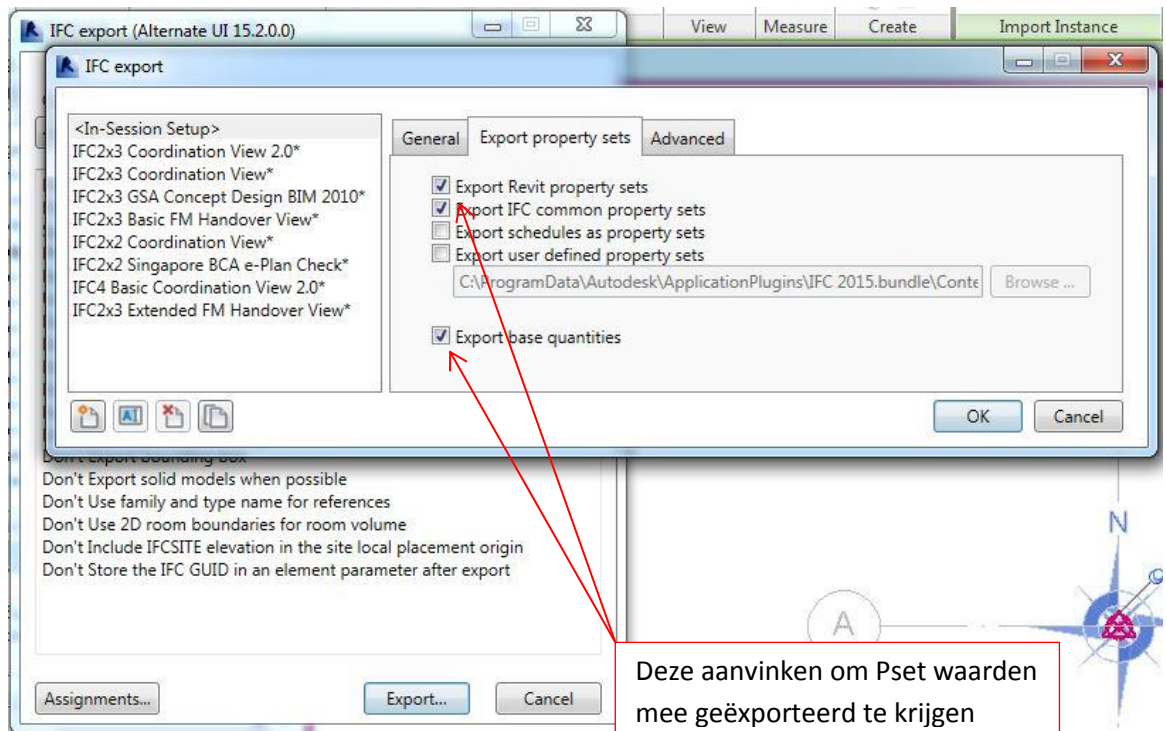 IFC export (Alternate UI 15.2.0.0)
View Measure Create Import Instance
IFC export
<In-Session Setup>
IFC2x3 Coordination View 2.0*
IFC2x3 Coordination View*
IFC2x3 GSA Concept Design BIM 2010*
IFC2x3 Basic FM Handover View*
IFC2x2 Coordination View*
IFC2x2 Singapore BCA e-Plan Check*
IFC4 Basic Coordination View 2.0*
IFC2x3 Extended FM Handover View*
General Export property sets Advanced
Export Revit property sets
Export IFC common property sets
Export schedules as property sets
Export user defined property sets
C:\ProgramData\Autodesk\ApplicationPlugins\IFC 2015.bundle\Conte Browse ...
Export base quantities
OK Cancel
Don't Export bounding box
Don't Export solid models when possible
Don't Use family and type name for references
Don't Use 2D room boundaries for room volume
Don't Include IFCSITE elevation in the site local placement origin
Don't Store the IFC GUID in an element parameter after export
N
A
Assignments... Export... Cancel
Deze aanvinken om Pset waarden
mee geëxporteerd te krijgen